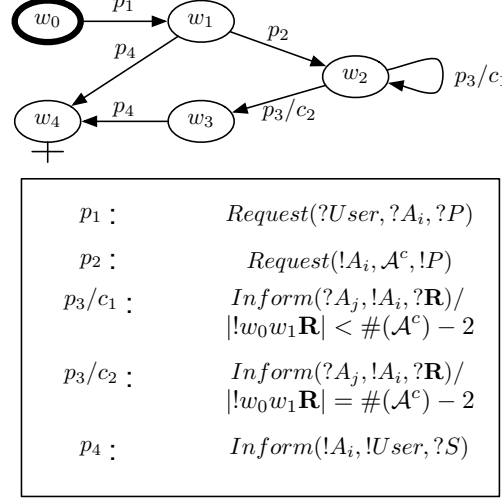 w₀ p₁ w₁
p₄ p₂
w₂ p₃/c₁
w₄ p₄ w₃ p₃/c₂
p₁ : Request(?User, ?Aᵢ, ?P)
p₂ : Request(!Aᵢ, 𝒜ᶜ, !P)
p₃/c₁ : Inform(?Aⱼ, !Aᵢ, ?𝐑)/
|!w₀w₁𝐑| < #(𝒜ᶜ) − 2
p₃/c₂ : Inform(?Aⱼ, !Aᵢ, ?𝐑)/
|!w₀w₁𝐑| = #(𝒜ᶜ) − 2
p₄ : Inform(!Aᵢ, !User, ?S)